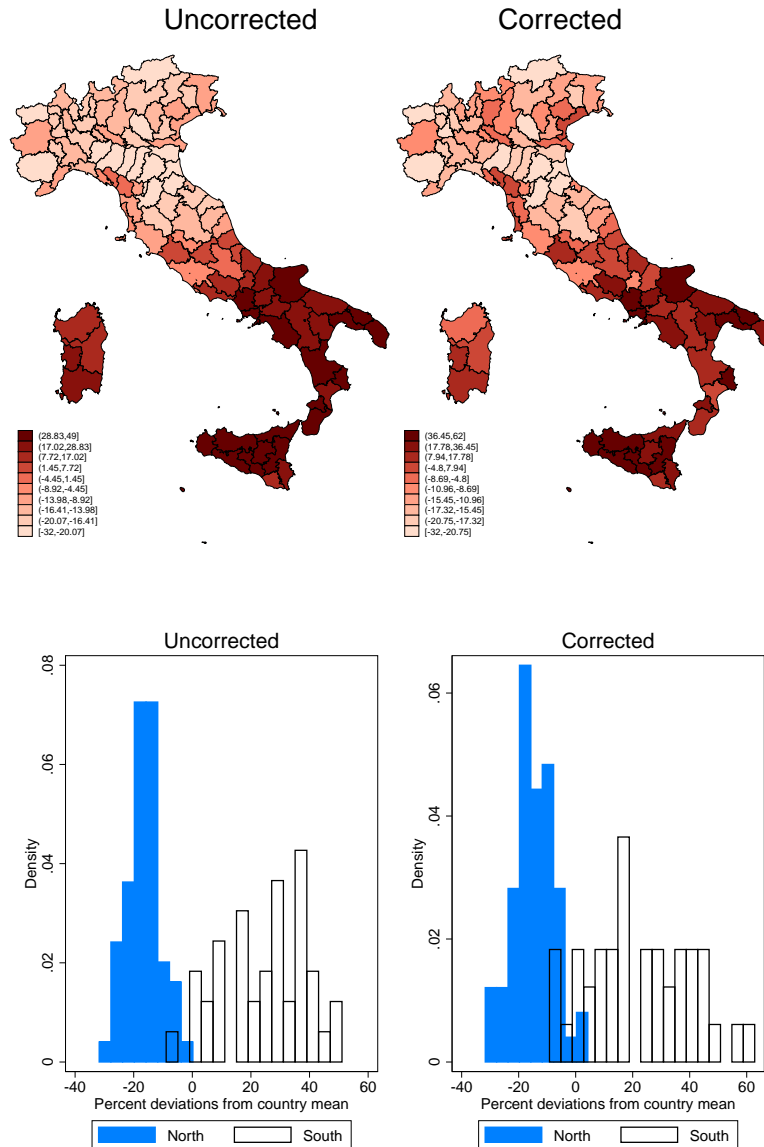 Uncorrected
Corrected
(28.83,49]
(17.02,28.83]
(7.72,17.02]
(1.45,7.72]
(-4.45,1.45]
(-8.92,-4.45]
(-13.98,-8.92]
(-16.41,-13.98]
(-20.07,-16.41]
[-32,-20.07]
(36.45,62]
(17.78,36.45]
(7.94,17.78]
(-4.8,7.94]
(-8.69,-4.8]
(-10.96,-8.69]
(-15.45,-10.96]
(-17.32,-15.45]
(-20.75,-17.32]
[-32,-20.75]
Uncorrected
0 .02 .04 .06 .08
Density
-40 -20 0 20 40 60
Percent deviations from country mean
North South
Corrected
0 .02 .04 .06
Density
-40 -20 0 20 40 60
Percent deviations from country mean
North South